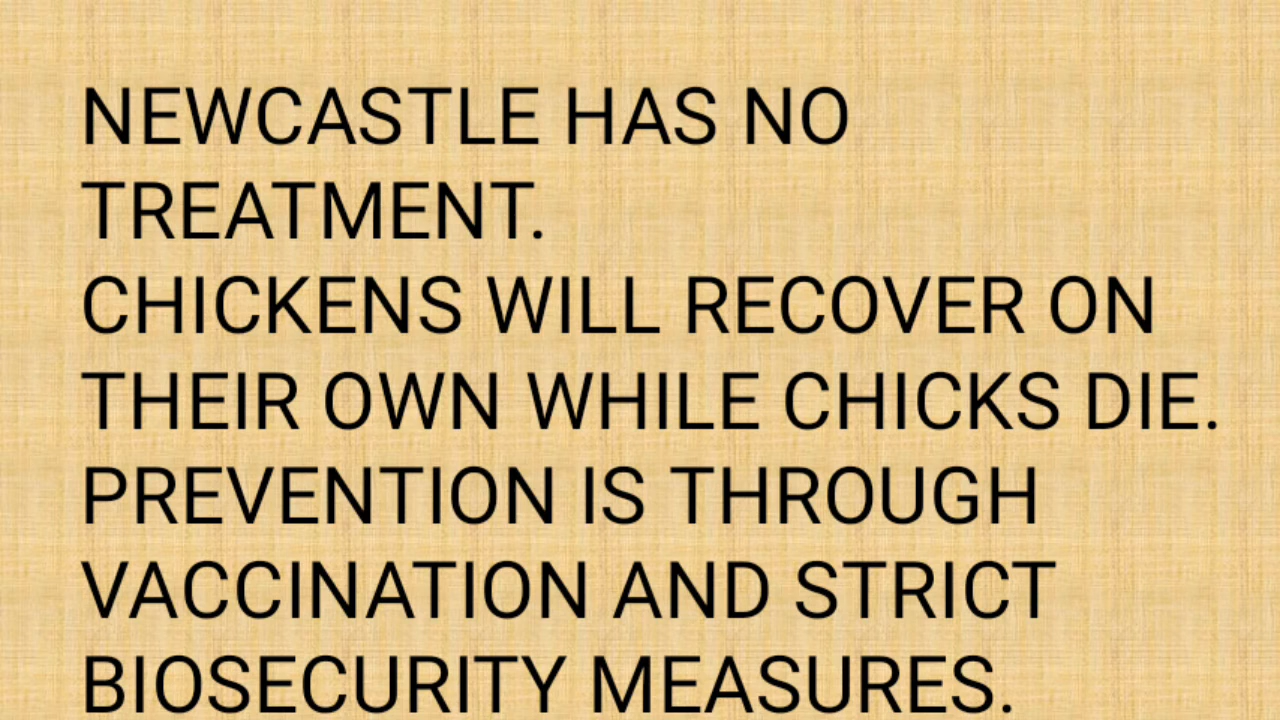 NEWCASTLE HAS NO
TREATMENT.
CHICKENS WILL RECOVER ON
THEIR OWN WHILE CHICKS DIE.
PREVENTION IS THROUGH
VACCINATION AND STRICT
BIOSECURITY MEASURES.